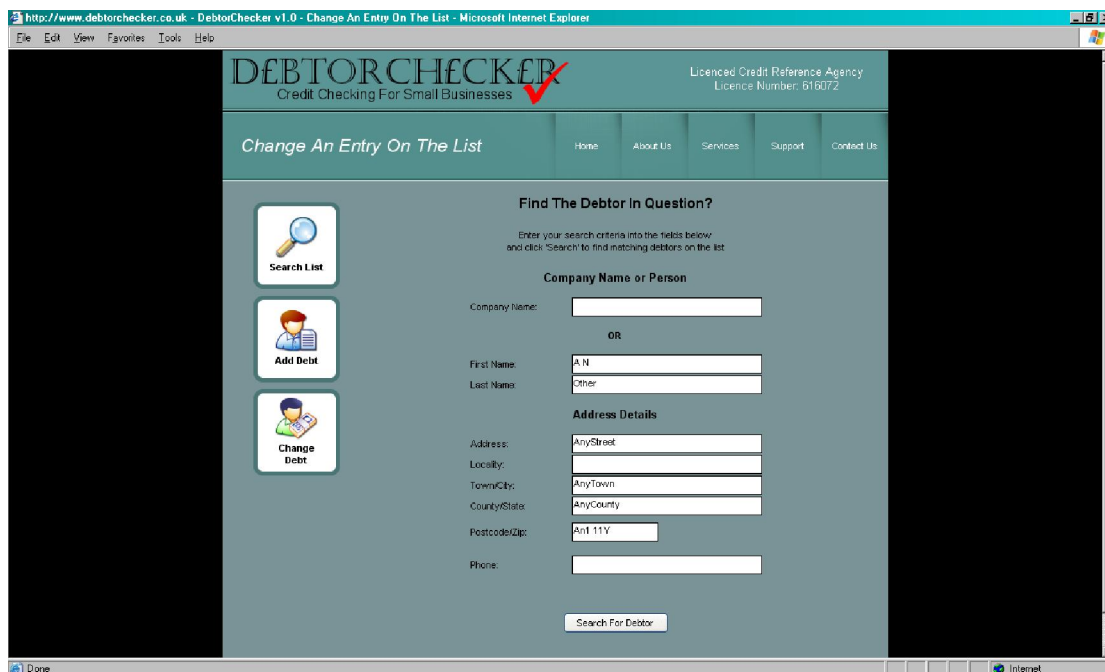 http://www.debtorchecker.co.uk - DebtorChecker v1.0 - Change An Entry On The List - Microsoft Internet Explorer
File Edit View Favorites Tools Help
D£BTORCH£CK£R
Credit Checking For Small Businesses
Licenced Credit Reference Agency
Licence Number: 616072
Change An Entry On The List
Home About Us Services Support Contact Us
Find The Debtor In Question?
Enter your search criteria into the fields below
and click 'Search' to find matching debtors on the list
Search List
Company Name or Person
Company Name:
OR
Add Debt
First Name: A N
Last Name: Other
Address Details
Change
Debt
Address: AnyStreet
Locality:
Town/City: AnyTown
County/State: AnyCounty
Postcode/Zip: An1 11Y
Phone:
Search For Debtor
Done Internet